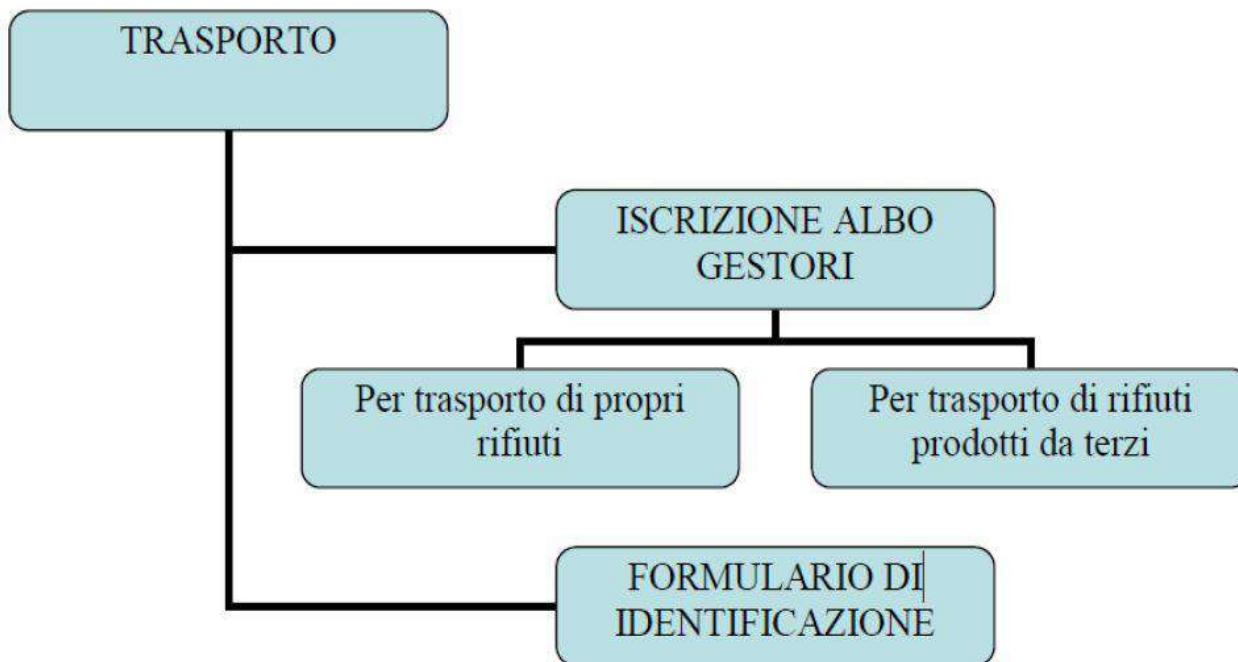 TRASPORTO
ISCRIZIONE ALBO
GESTORI
Per trasporto di propri
rifiuti
Per trasporto di rifiuti
prodotti da terzi
FORMULARIO DI
IDENTIFICAZIONE